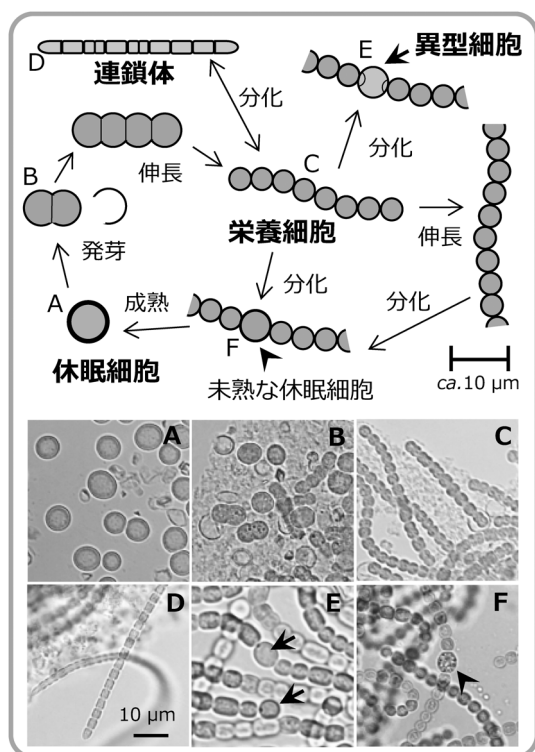 E
異型細胞
D
連鎖体
分化
分化
B
伸長
C
栄養細胞
伸長
発芽
A
成熟
分化
分化
休眠細胞
F
未熟な休眠細胞
ca.10 μm
A
B
C
D
10 μm
E
F